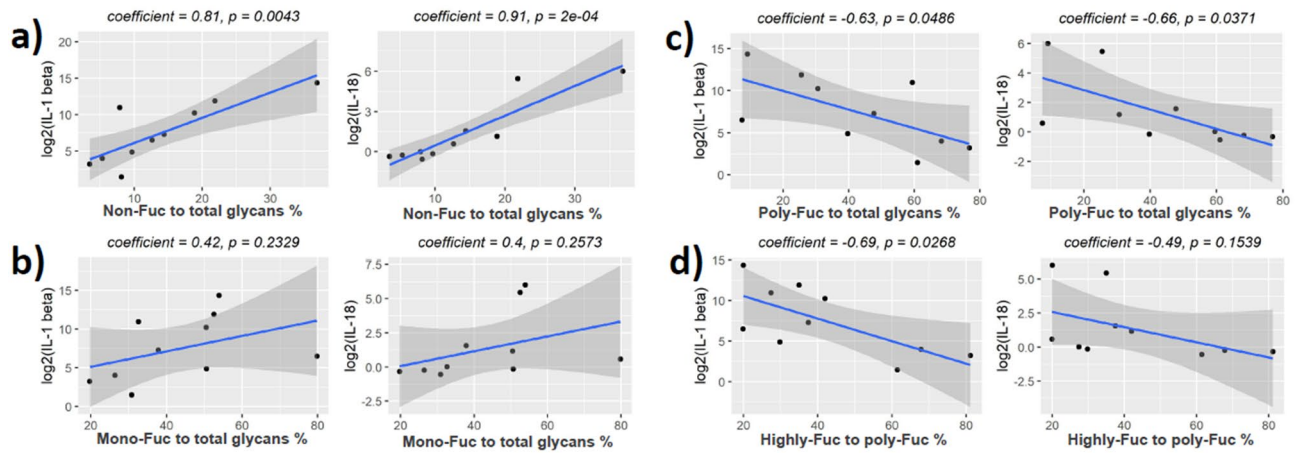 a)
coefficient = 0.81, p = 0.0043
log2(IL-1 beta)
20
15
10
5
10
20
30
Non-Fuc to total glycans %
coefficient = 0.91, p = 2e-04
log2(IL-18)
6
3
0
10
20
30
Non-Fuc to total glycans %
b)
coefficient = 0.42, p = 0.2329
log2(IL-1 beta)
15
10
5
0
20
40
60
80
Mono-Fuc to total glycans %
coefficient = 0.4, p = 0.2573
log2(IL-18)
7.5
5.0
2.5
0.0
-2.5
20
40
60
80
Mono-Fuc to total glycans %
c)
coefficient = -0.63, p = 0.0486
log2(IL-1 beta)
15
10
5
0
20
40
60
80
Poly-Fuc to total glycans %
coefficient = -0.66, p = 0.0371
log2(IL-18)
6
4
2
0
-2
20
40
60
80
Poly-Fuc to total glycans %
d)
coefficient = -0.69, p = 0.0268
log2(IL-1 beta)
15
10
5
0
20
40
60
80
Highly-Fuc to poly-Fuc %
coefficient = -0.49, p = 0.1539
log2(IL-18)
5.0
2.5
0.0
-2.5
20
40
60
80
Highly-Fuc to poly-Fuc %